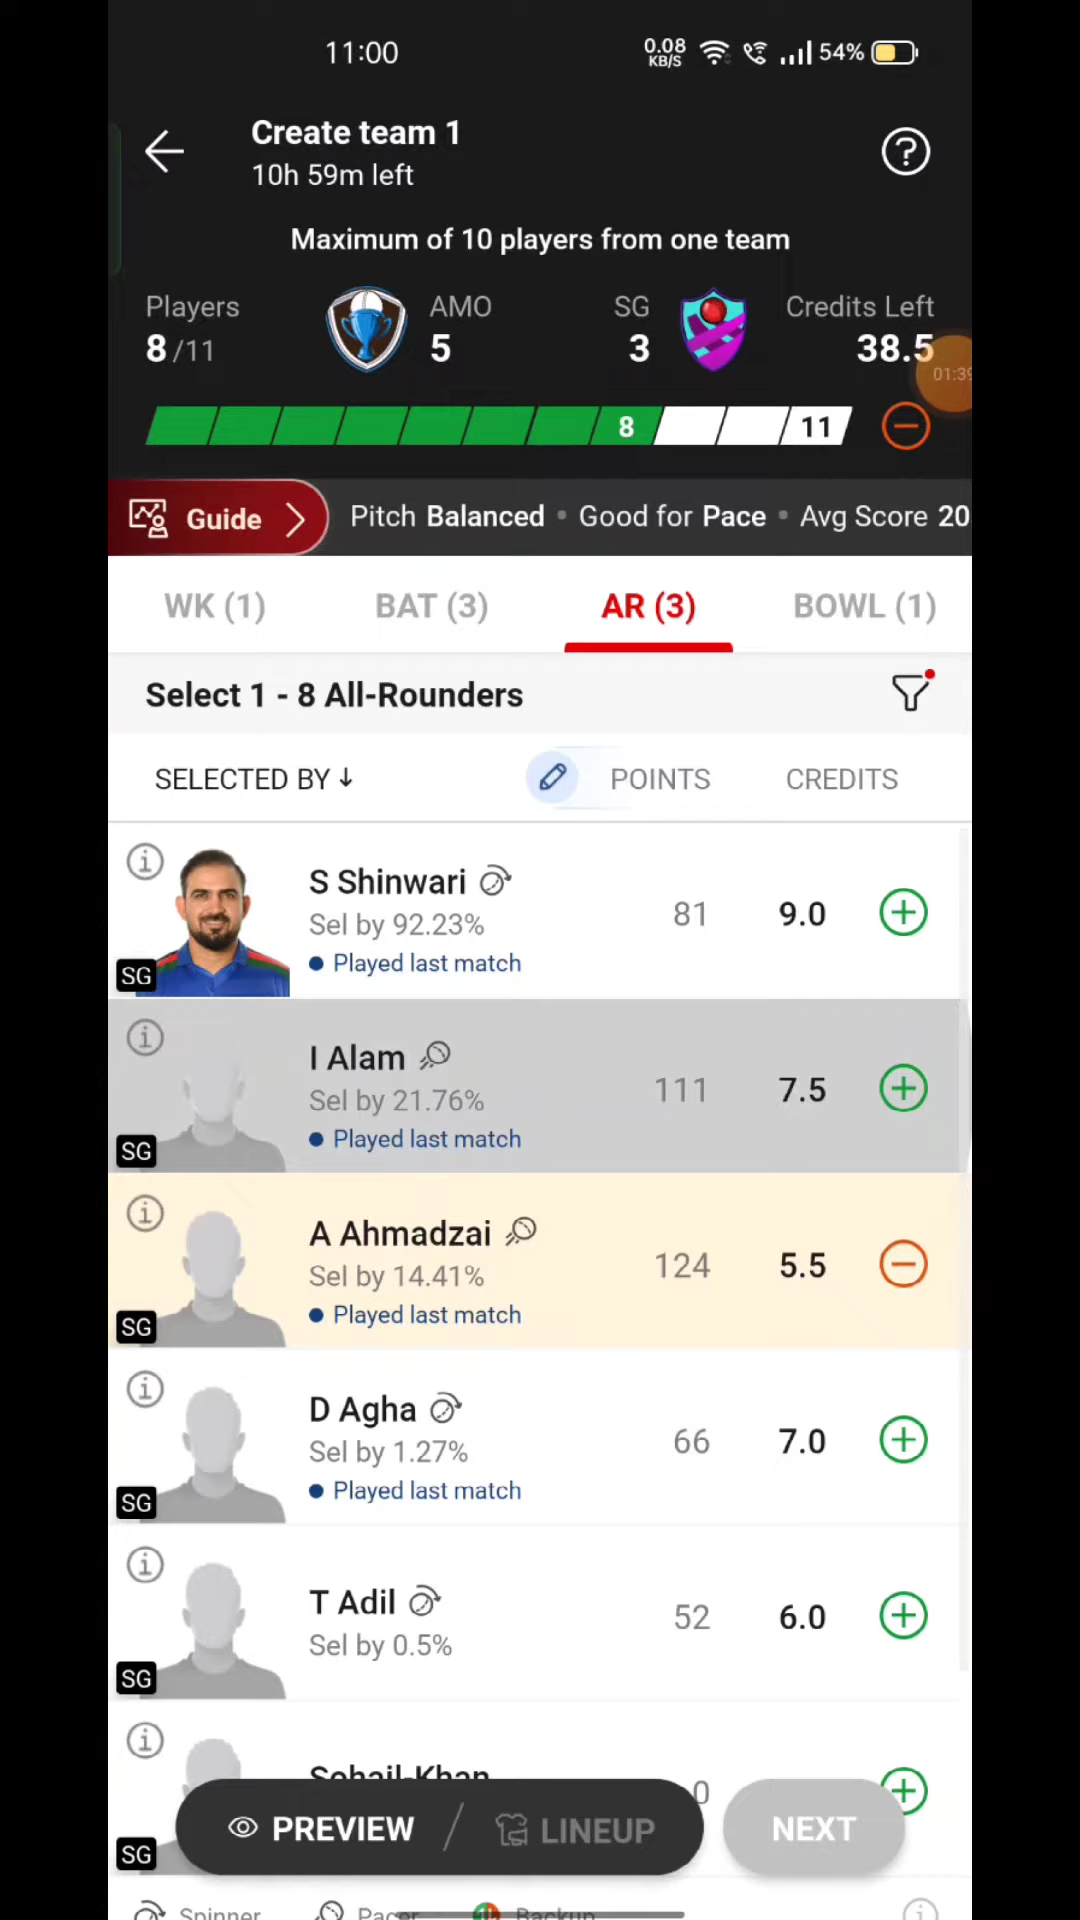 11:00
0.08 KB/S
54%
Create team 1
10h 59m left
Maximum of 10 players from one team
Players
8/11
AMO
5
SG
3
Credits Left
38.5
01:39
8
11
Guide
Pitch Balanced • Good for Pace • Avg Score 20
WK (1)
BAT (3)
AR (3)
BOWL (1)
Select 1 - 8 All-Rounders
SELECTED BY ↓
POINTS
CREDITS
S Shinwari
Sel by 92.23%
Played last match
SG
81
9.0
I Alam
Sel by 21.76%
Played last match
SG
111
7.5
A Ahmadzai
Sel by 14.41%
Played last match
SG
124
5.5
D Agha
Sel by 1.27%
Played last match
SG
66
7.0
T Adil
Sel by 0.5%
SG
52
6.0
Sohail-Khan
SG
0
PREVIEW / LINEUP
NEXT
Spinner
Pacer
Backup